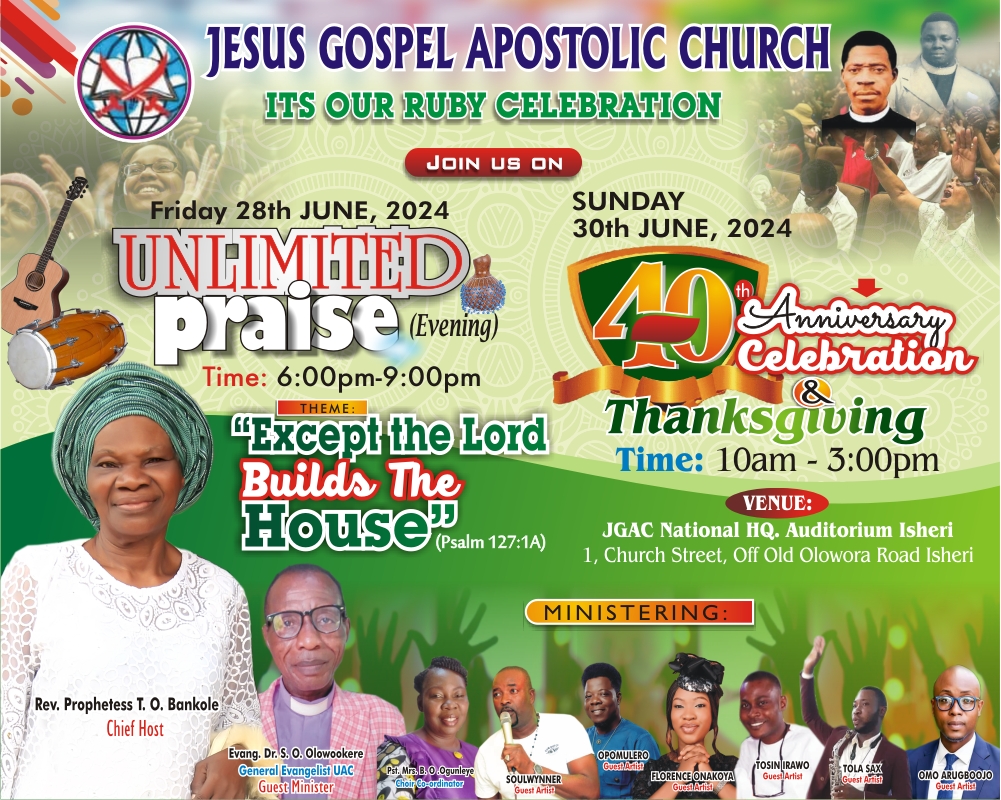 JESUS GOSPEL APOSTOLIC CHURCH
ITS OUR RUBY CELEBRATION
JOIN US ON
Friday 28th JUNE, 2024
UNLIMITED
praise (Evening)
Time: 6:00pm-9:00pm
SUNDAY
30th JUNE, 2024
40th
Anniversary
Celebration
&
Thanksgiving
Time: 10am - 3:00pm
THEME:
“Except the Lord
Builds The
House”
(Psalm 127:1A)
VENUE:
JGAC National HQ. Auditorium Isheri
1, Church Street, Off Old Olowora Road Isheri
MINISTERING:
Rev. Prophetess T. O. Bankole
Chief Host
Evang. Dr. S. O. Olowookere
General Evangelist UAC
Guest Minister
Pst. Mrs. B. O .Ogunleye
Choir Co-ordinator
SOULWYNNER
Guest Artist
OPOMULERO
Guest Artist
FLORENCE ONAKOYA
Guest Artist
TOSIN IRAWO
Guest Artist
TOLA SAX
Guest Artist
OMO ARUGBOOJO
Guest Artist